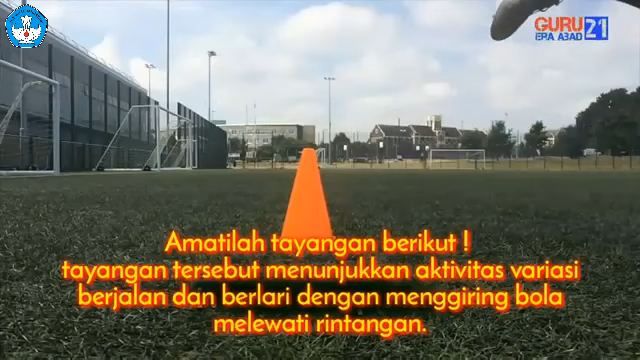 GURU 21
ERA ABAD
Amatilah tayangan berikut !
tayangan tersebut menunjukkan aktivitas variasi
berjalan dan berlari dengan menggiring bola
melewati rintangan.